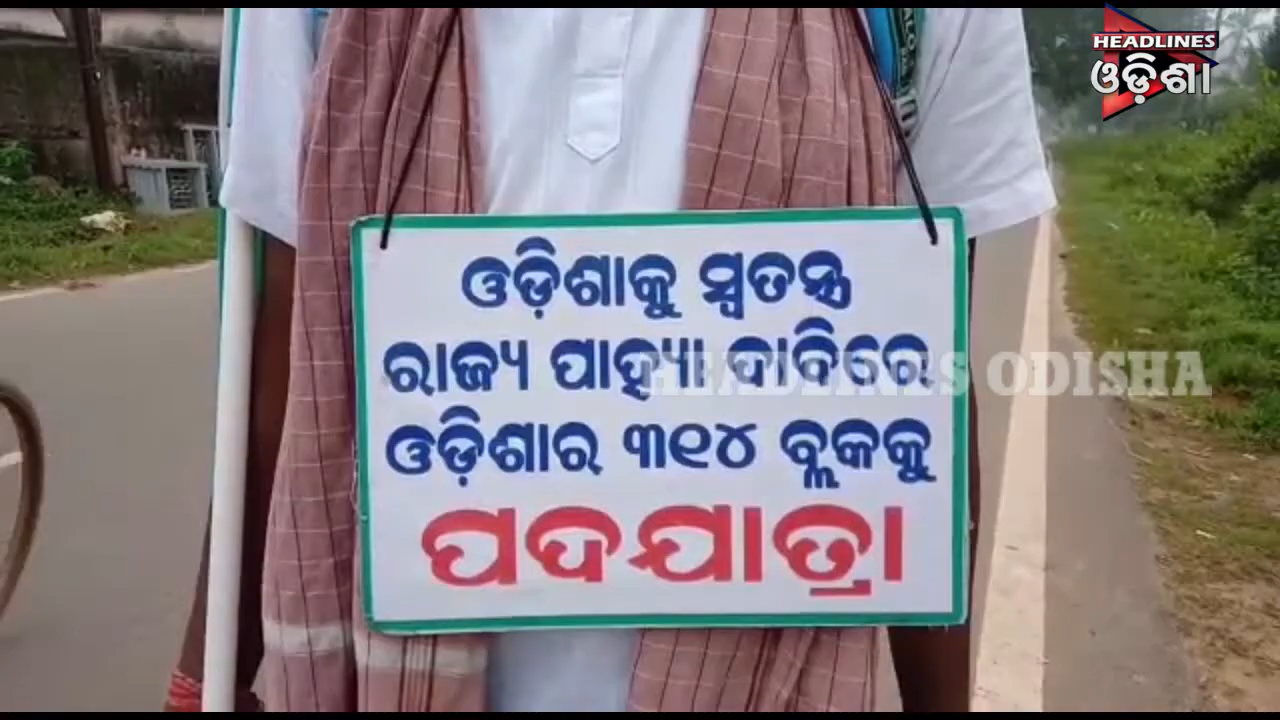 HEADLINES
ଓଡ଼ିଶା
ଓଡ଼ିଶାକୁ ସ୍ୱତନ୍ତ୍ର
ରାଜ୍ୟ ପାହ୍ୟା ଦାବିରେ
HEADLINES ODISHA
ଓଡ଼ିଶାର ୩୧୪ ବ୍ଲକକୁ
ପଦଯାତ୍ରା